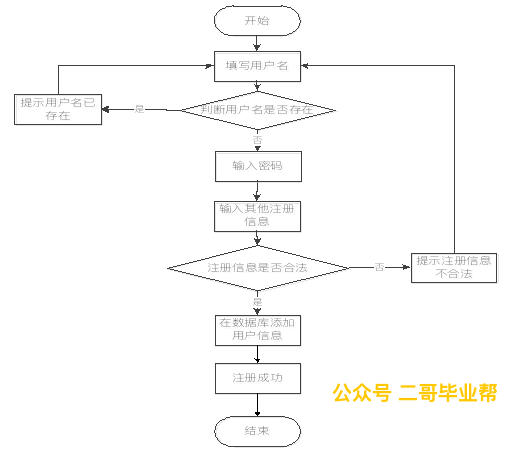 开始
填写用户名
提示用户名已
存在
是
判断用户名是否存在
否
输入密码
输入其他注册
信息
注册信息是否合法
否
提示注册信息
不合法
是
在数据库添加
用户信息
注册成功
公众号 二哥毕业帮
结束